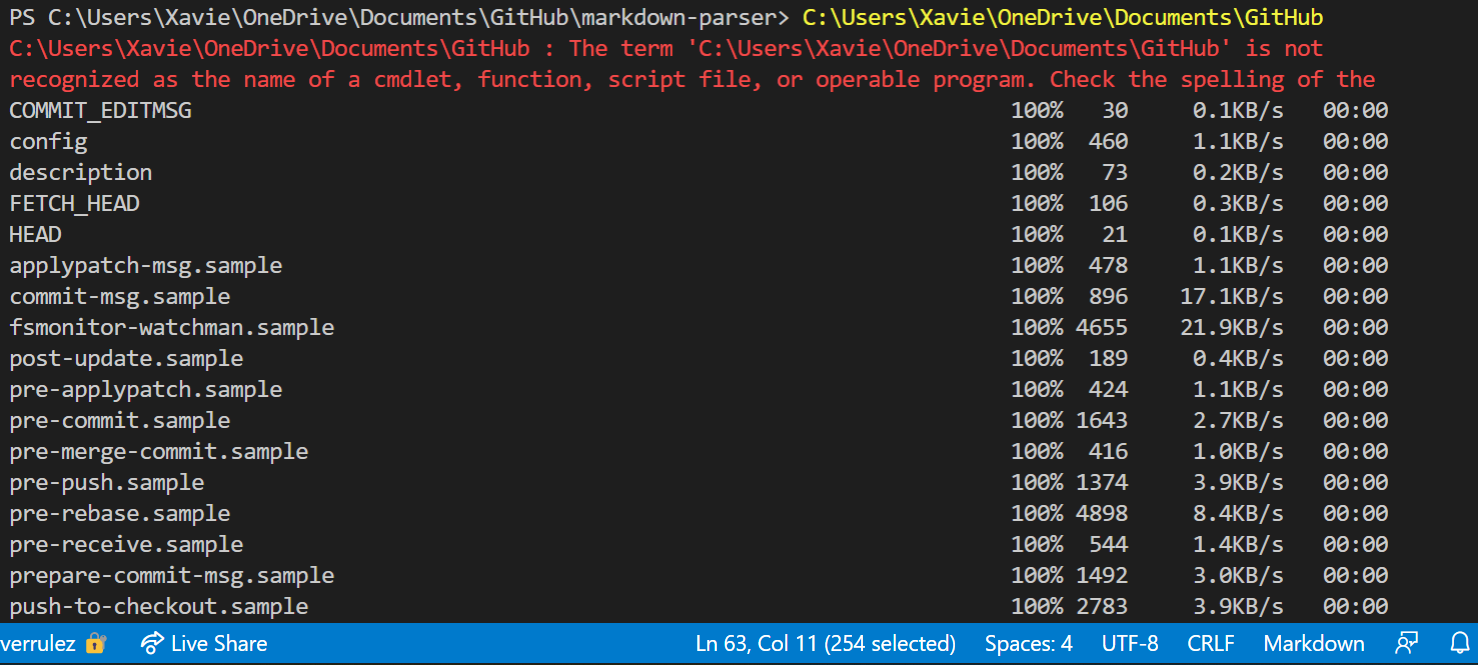 PS C:\Users\Xavie\OneDrive\Documents\GitHub\markdown-parser> C:\Users\Xavie\OneDrive\Documents\GitHub
C:\Users\Xavie\OneDrive\Documents\GitHub : The term 'C:\Users\Xavie\OneDrive\Documents\GitHub' is not
recognized as the name of a cmdlet, function, script file, or operable program. Check the spelling of the
COMMIT_EDITMSG 100% 30 0.1KB/s 00:00
config 100% 460 1.1KB/s 00:00
description 100% 73 0.2KB/s 00:00
FETCH_HEAD 100% 106 0.3KB/s 00:00
HEAD 100% 21 0.1KB/s 00:00
applypatch-msg.sample 100% 478 1.1KB/s 00:00
commit-msg.sample 100% 896 17.1KB/s 00:00
fsmonitor-watchman.sample 100% 4655 21.9KB/s 00:00
post-update.sample 100% 189 0.4KB/s 00:00
pre-applypatch.sample 100% 424 1.1KB/s 00:00
pre-commit.sample 100% 1643 2.7KB/s 00:00
pre-merge-commit.sample 100% 416 1.0KB/s 00:00
pre-push.sample 100% 1374 3.9KB/s 00:00
pre-rebase.sample 100% 4898 8.4KB/s 00:00
pre-receive.sample 100% 544 1.4KB/s 00:00
prepare-commit-msg.sample 100% 1492 3.0KB/s 00:00
push-to-checkout.sample 100% 2783 3.9KB/s 00:00
verrulez Live Share Ln 63, Col 11 (254 selected) Spaces: 4 UTF-8 CRLF Markdown